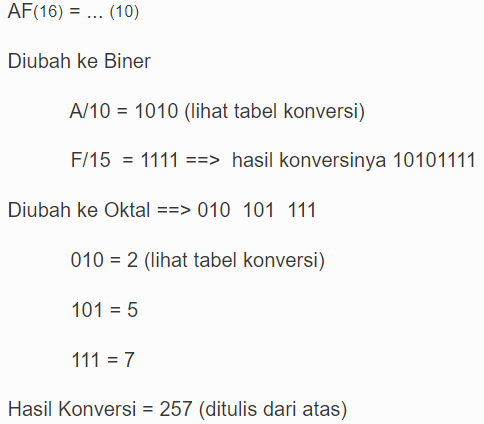 AF(16) = ... (10)
Diubah ke Biner
A/10 = 1010 (lihat tabel konversi)
F/15 = 1111 ==> hasil konversinya 10101111
Diubah ke Oktal ==> 010 101 111
010 = 2 (lihat tabel konversi)
101 = 5
111 = 7
Hasil Konversi = 257 (ditulis dari atas)